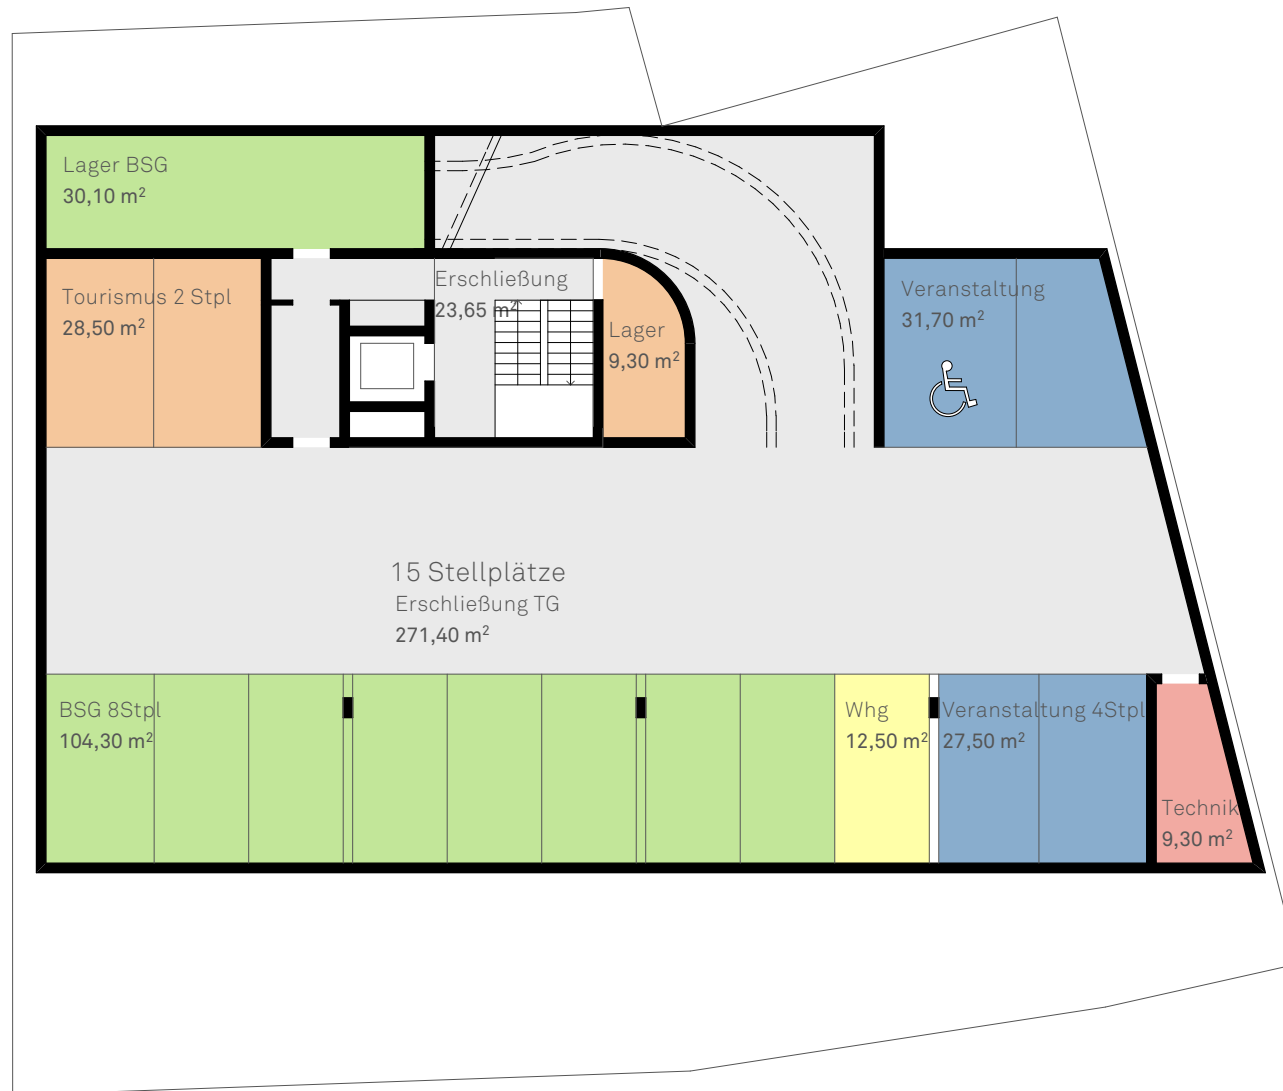 Lager BSG
30,10 m²
Tourismus 2 Stpl
28,50 m²
Erschließung
23,65 m²
Lager
9,30 m²
Veranstaltung
31,70 m²
15 Stellplätze
Erschließung TG
271,40 m²
BSG 8Stpl
104,30 m²
Whg
12,50 m²
Veranstaltung 4Stpl
27,50 m²
Technik
9,30 m²